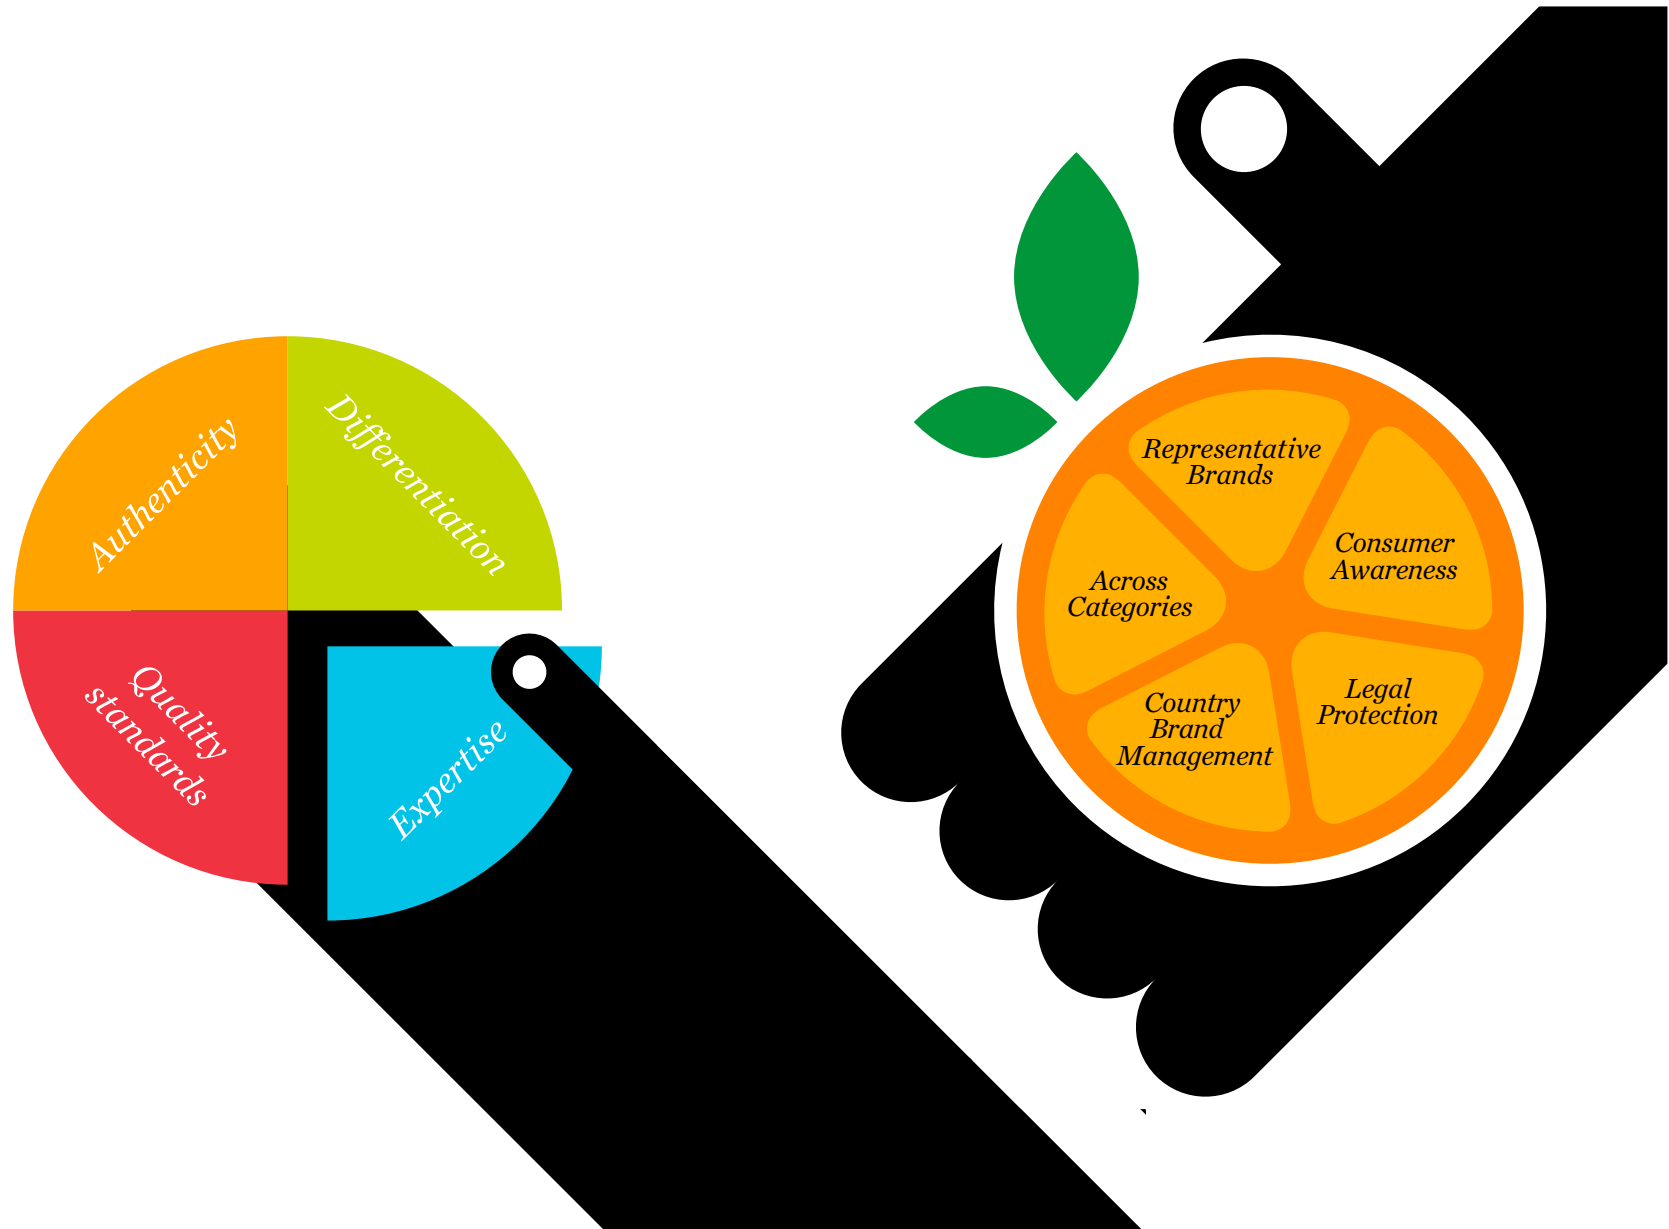 Authenticity
Differentiation
Quality
standards
Expertise
Representative
Brands
Consumer
Awareness
Across
Categories
Legal
Protection
Country
Brand
Management